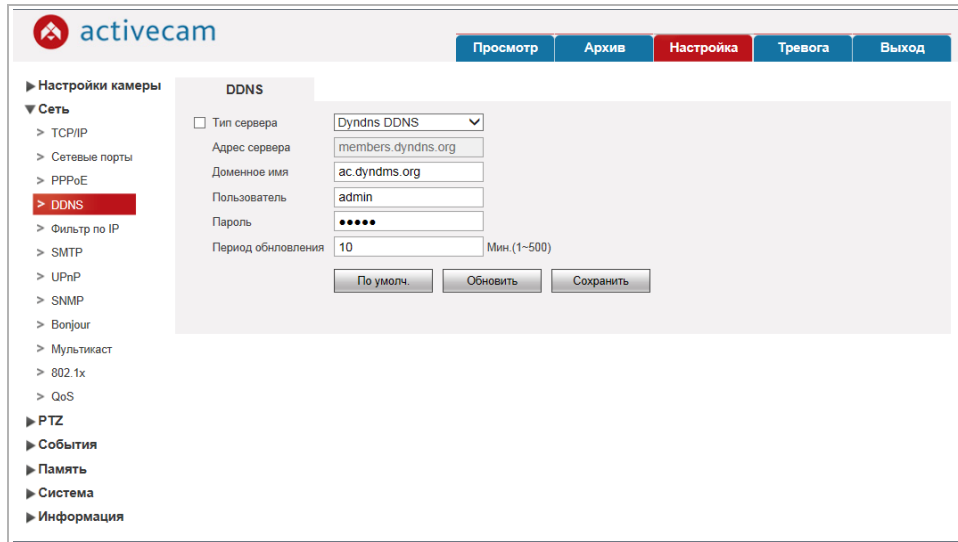 activecam
Просмотр Архив Настройка Тревога Выход
Настройки камеры
Сеть
> TCP/IP
> Сетевые порты
> PPPoE
> DDNS
> Фильтр по IP
> SMTP
> UPnP
> SNMP
> Bonjour
> Мультикаст
> 802.1x
> QoS
PTZ
События
Память
Система
Информация
DDNS
Тип сервера Dyndns DDNS
Адрес сервера members.dyndns.org
Доменное имя ac.dyndms.org
Пользователь admin
Пароль •••••
Период обнловления 10 Мин.(1~500)
По умолч. Обновить Сохранить